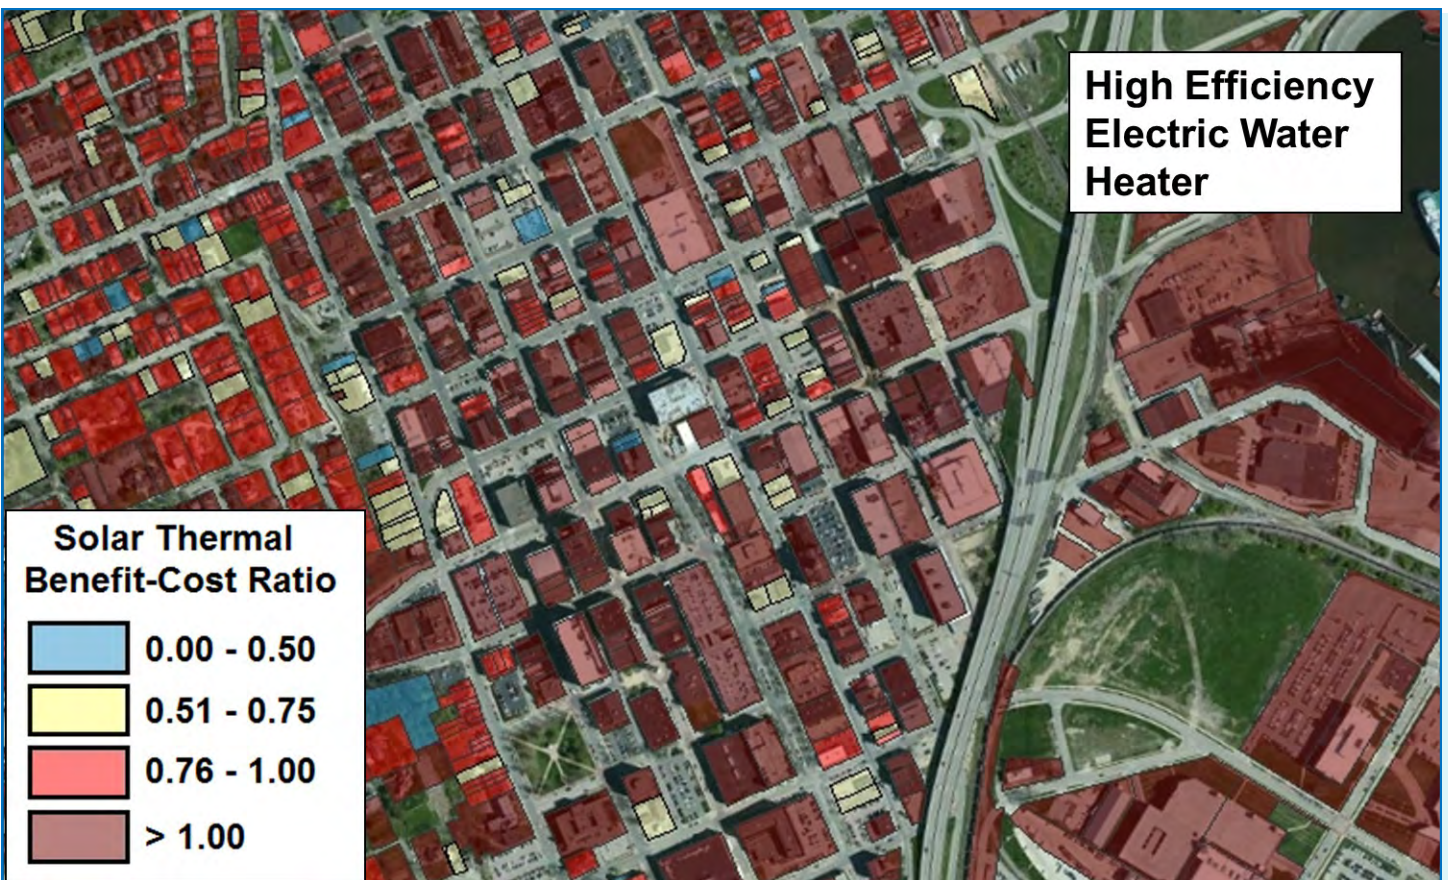 High Efficiency
Electric Water
Heater
Solar Thermal
Benefit-Cost Ratio
0.00 - 0.50
0.51 - 0.75
0.76 - 1.00
> 1.00